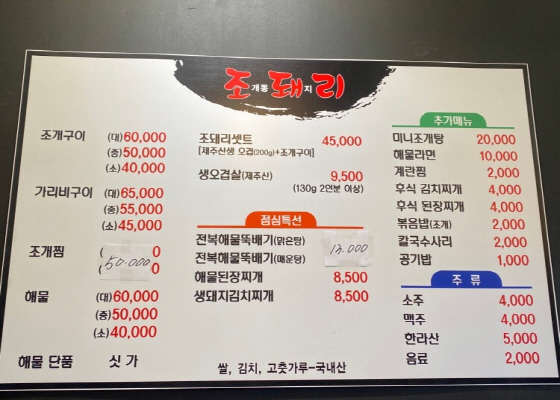 조개퐁돼지리
조개구이 (대)60,000
(중)50,000
(소)40,000
가리비구이 (대)65,000
(중)55,000
(소)45,000
조개찜 0
50.000 0
해물 (대)60,000
(중)50,000
(소)40,000
해물 단품 싯가
조돼리셋트 45,000
[제주산생 오겹(200g)+조개구이]
생오겹살(제주산) 9,500
(130g 2인분 이상)
점심특선
전복해물뚝배기(맑은탕) 13.000
전복해물뚝배기(매운탕)
해물된장찌개 8,500
생돼지김치찌개 8,500
쌀, 김치, 고춧가루-국내산
추가메뉴
미니조개탕 20,000
해물라면 10,000
계란찜 2,000
후식 김치찌개 4,000
후식 된장찌개 4,000
볶음밥(조개) 2,000
칼국수사리 2,000
공기밥 1,000
주 류
소주 4,000
맥주 4,000
한라산 5,000
음료 2,000